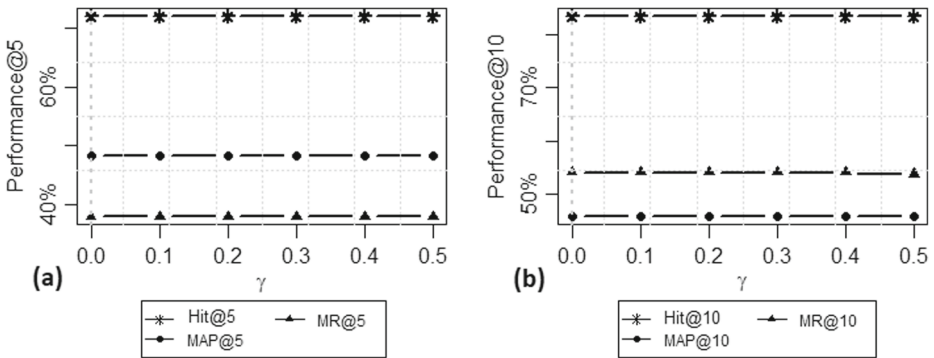 Performance@5
60%
40%
0.0 0.1 0.2 0.3 0.4 0.5
γ
(a)
Hit@5 MR@5
MAP@5
Performance@10
70%
50%
0.0 0.1 0.2 0.3 0.4 0.5
γ
(b)
Hit@10 MR@10
MAP@10